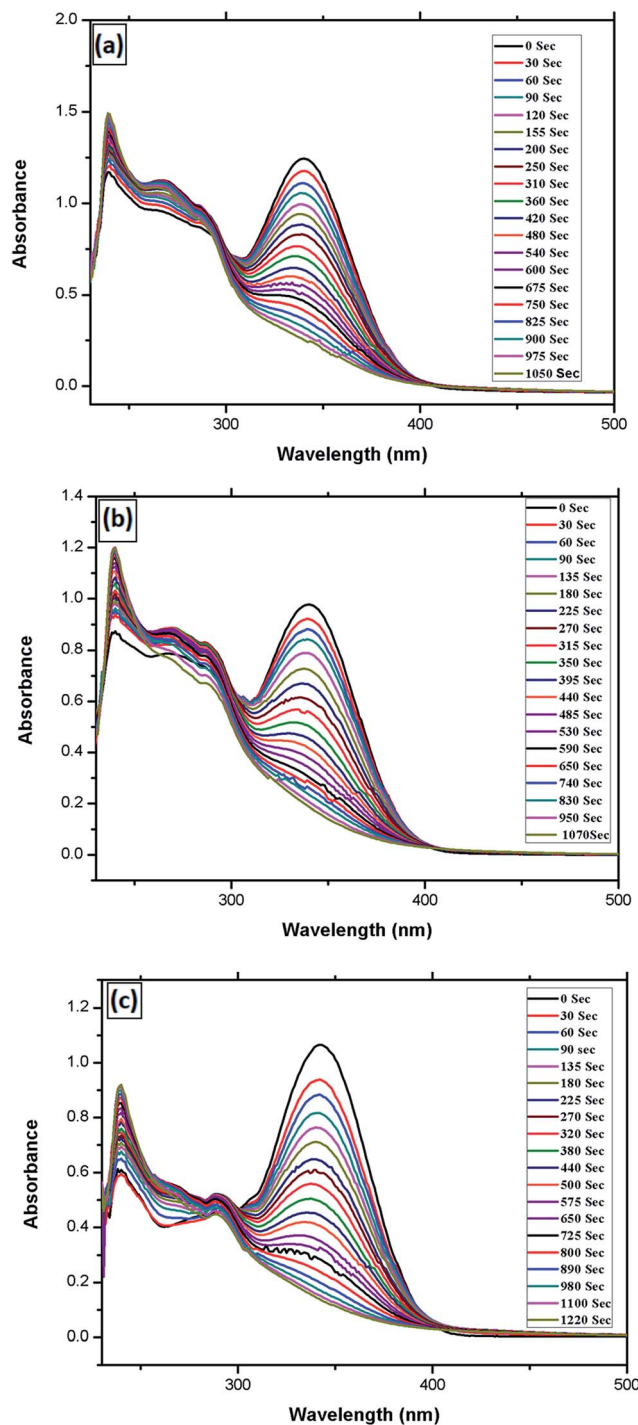 (a)
2.0
1.5
1.0
0.5
0.0
Absorbance
300
400
500
Wavelength (nm)
0 Sec
30 Sec
60 Sec
90 Sec
120 Sec
155 Sec
200 Sec
250 Sec
310 Sec
360 Sec
420 Sec
480 Sec
540 Sec
600 Sec
675 Sec
750 Sec
825 Sec
900 Sec
975 Sec
1050 Sec
(b)
1.4
1.2
1.0
0.8
0.6
0.4
0.2
0.0
Absorbance
300
400
500
Wavelength (nm)
0 Sec
30 Sec
60 Sec
90 Sec
135 Sec
180 Sec
225 Sec
270 Sec
315 Sec
350 Sec
395 Sec
440 Sec
485 Sec
530 Sec
590 Sec
650 Sec
740 Sec
830 Sec
950 Sec
1070Sec
(c)
1.2
1.0
0.8
0.6
0.4
0.2
0.0
Absorbance
300
400
500
Wavelength (nm)
0 Sec
30 Sec
60 Sec
90 sec
135 Sec
180 Sec
225 Sec
270 Sec
320 Sec
380 Sec
440 Sec
500 Sec
575 Sec
650 Sec
725 Sec
800 Sec
890 Sec
980 Sec
1100 Sec
1220 Sec